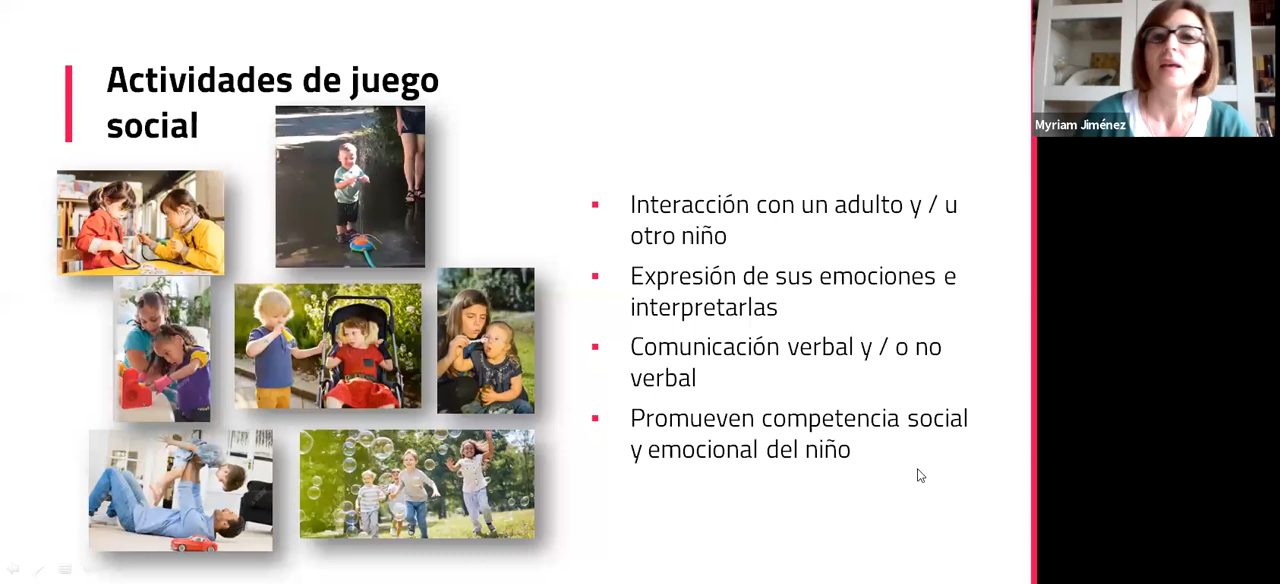 Actividades de juego
social
Interacción con un adulto y / u
otro niño
Expresión de sus emociones e
interpretarlas
Comunicación verbal y / o no
verbal
Promueven competencia social
y emocional del niño
Myriam Jiménez